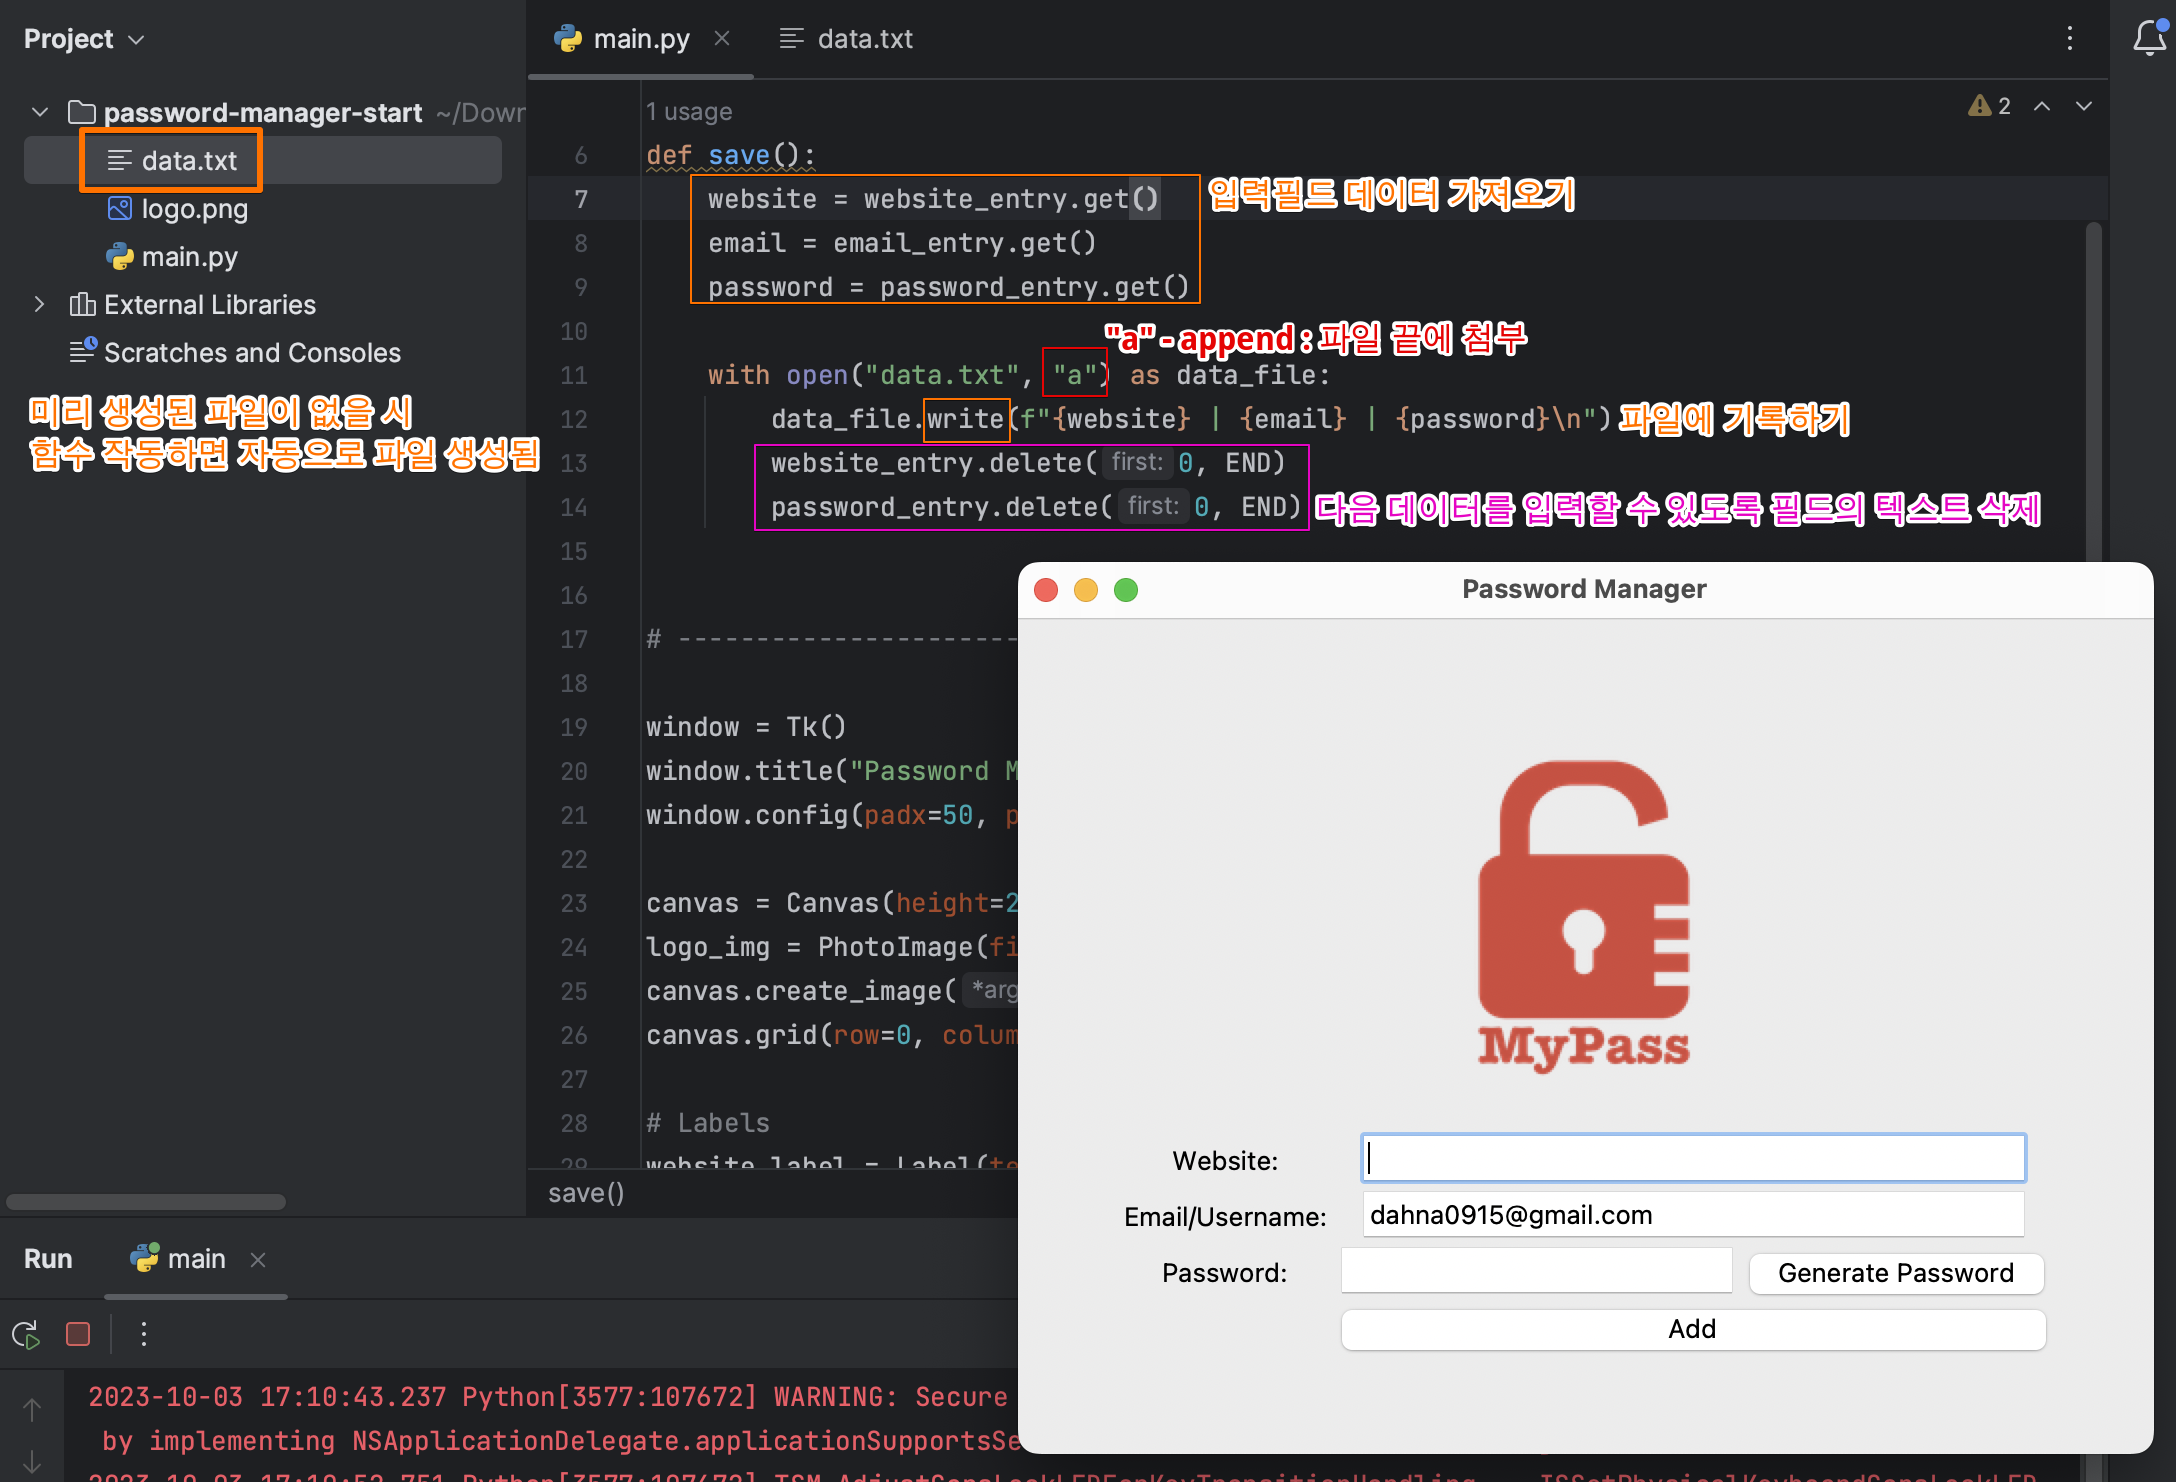 Project
main.py
data.txt
password-manager-start ~/Down
data.txt
logo.png
main.py
External Libraries
Scratches and Consoles
미리 생성된 파일이 없을 시
함수 작동하면 자동으로 파일 생성됨
1 usage
2
6 def save():
7 website = website_entry.get()
입력필드 데이터 가져오기
8 email = email_entry.get()
9 password = password_entry.get()
10
"a" - append : 파일 끝에 첨부
11 with open("data.txt", "a") as data_file:
12 data_file.write(f"{website} | {email} | {password}\n")
파일에 기록하기
13 website_entry.delete( first: 0, END)
14 password_entry.delete( first: 0, END)
다음 데이터를 입력할 수 있도록 필드의 텍스트 삭제
15
16
17 # ----------------------
18
19 window = Tk()
20 window.title("Password M
21 window.config(padx=50, p
22
23 canvas = Canvas(height=2
24 logo_img = PhotoImage(fi
25 canvas.create_image( *arg
26 canvas.grid(row=0, colum
27
28 # Labels
29 website_label = Label(te
save()
Password Manager
MyPass
Website:
Email/Username: dahna0915@gmail.com
Password:
Generate Password
Add
Run
main
2023-10-03 17:10:43.237 Python[3577:107672] WARNING: Secure
by implementing NSApplicationDelegate.applicationSupportsSe